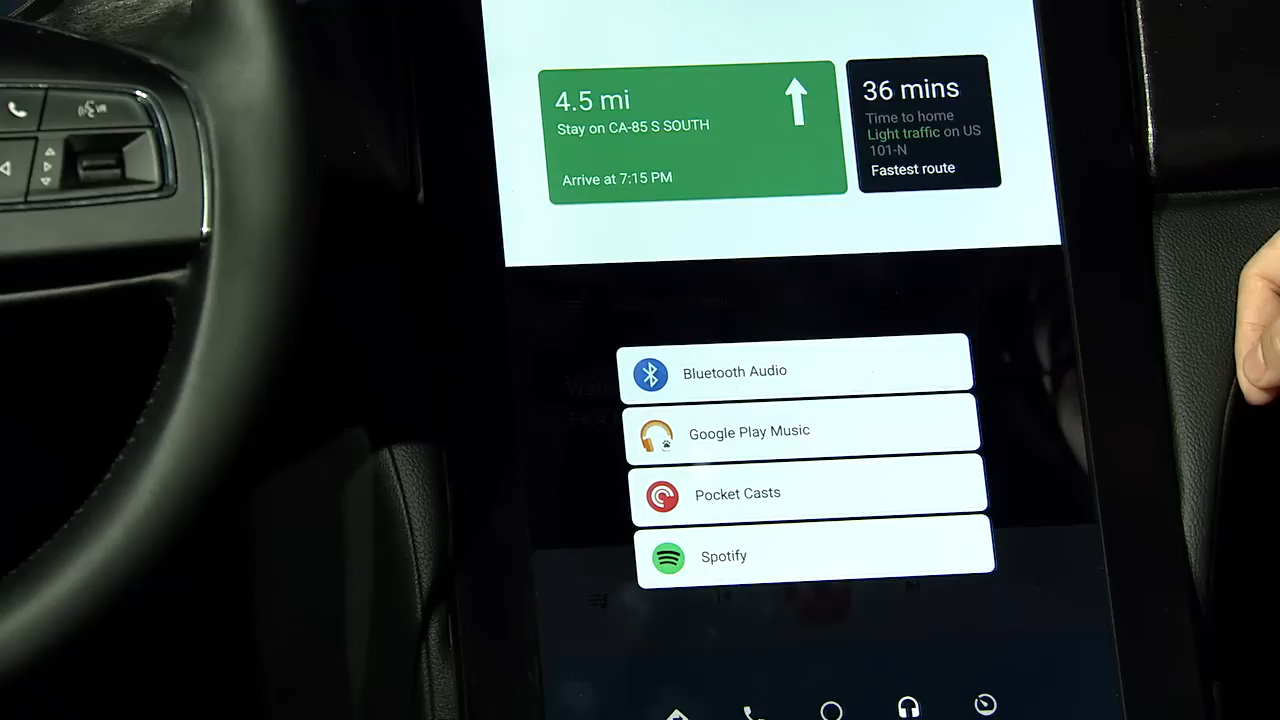 4.5 mi
Stay on CA-85 S SOUTH
Arrive at 7:15 PM
36 mins
Time to home
Light traffic on US
101-N
Fastest route
Bluetooth Audio
Google Play Music
Pocket Casts
Spotify